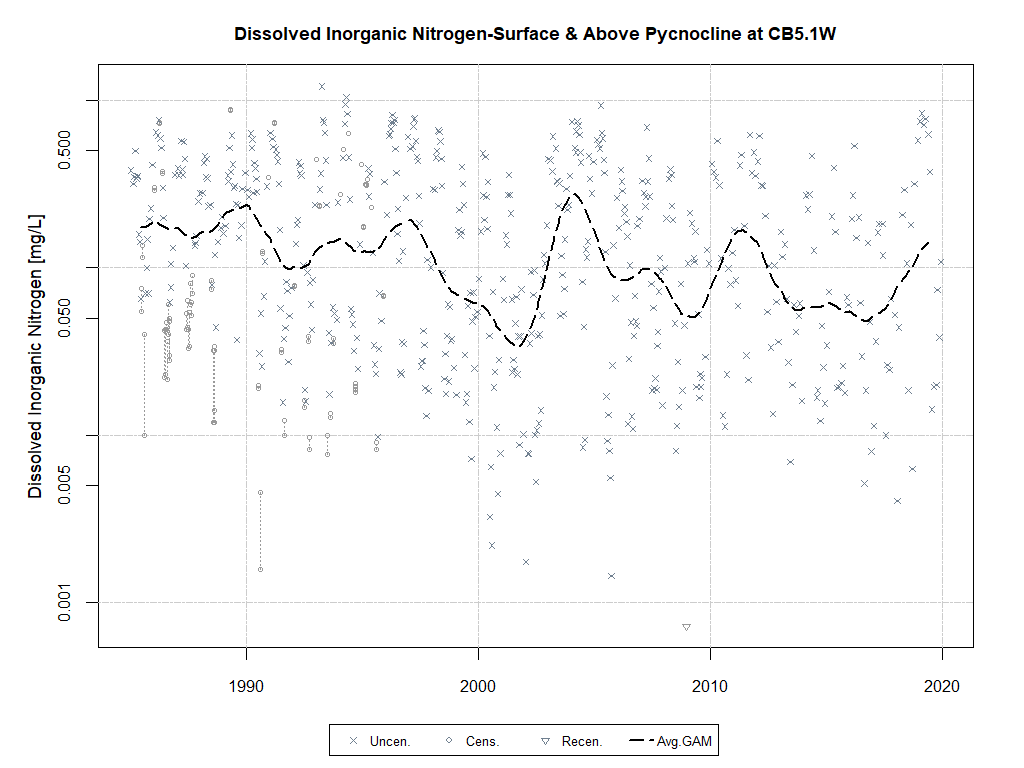 Dissolved Inorganic Nitrogen-Surface & Above Pycnocline at CB5.1W
Dissolved Inorganic Nitrogen [mg/L]
0.500
0.050
0.005
0.001
1990 2000 2010 2020
Uncen. Cens. Recen. Avg.GAM